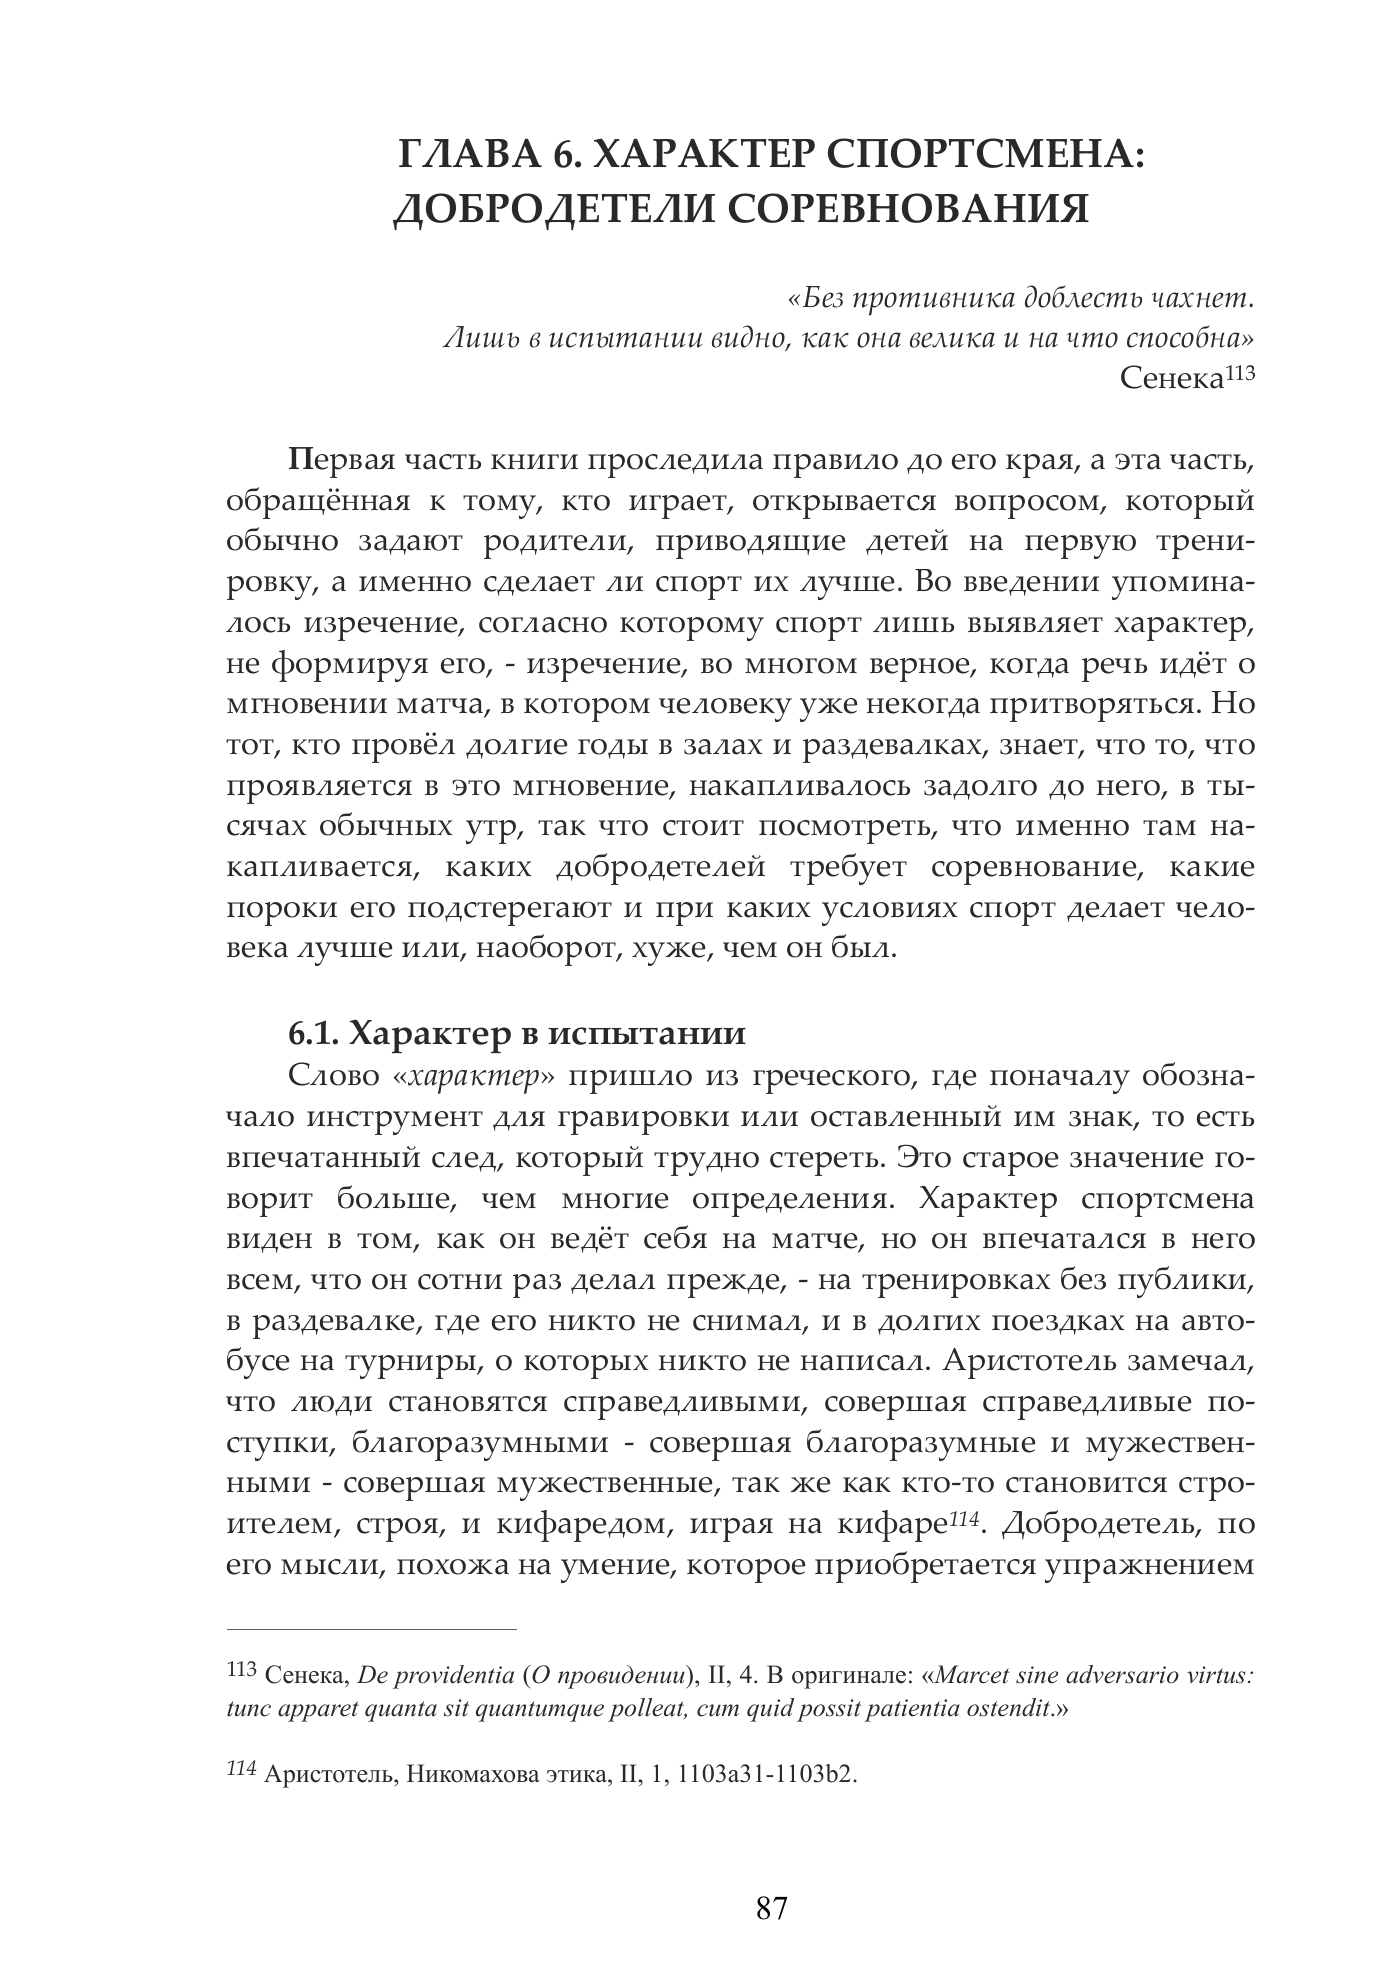 ГЛАВА 6. ХАРАКТЕР СПОРТСМЕНА:
ДОБРОДЕТЕЛИ СОРЕВНОВАНИЯ
«Без противника доблесть чахнет.
Лишь в испытании видно, как она велика и на что способна»
Сенека113
Первая часть книги проследила правило до его края, а эта часть,
обращённая к тому, кто играет, открывается вопросом, который
обычно задают родители, приводящие детей на первую трени-
ровку, а именно сделает ли спорт их лучше. Во введении упомина-
лось изречение, согласно которому спорт лишь выявляет характер,
не формируя его, - изречение, во многом верное, когда речь идёт о
мгновении матча, в котором человеку уже некогда притворяться. Но
тот, кто провёл долгие годы в залах и раздевалках, знает, что то, что
проявляется в это мгновение, накапливалось задолго до него, в ты-
сячах обычных утр, так что стоит посмотреть, что именно там на-
капливается, каких добродетелей требует соревнование, какие
пороки его подстерегают и при каких условиях спорт делает чело-
века лучше или, наоборот, хуже, чем он был.
6.1. Характер в испытании
Слово «характер» пришло из греческого, где поначалу обозна-
чало инструмент для гравировки или оставленный им знак, то есть
впечатанный след, который трудно стереть. Это старое значение го-
ворит больше, чем многие определения. Характер спортсмена
виден в том, как он ведёт себя на матче, но он впечатался в него
всем, что он сотни раз делал прежде, - на тренировках без публики,
в раздевалке, где его никто не снимал, и в долгих поездках на авто-
бусе на турниры, о которых никто не написал. Аристотель замечал,
что люди становятся справедливыми, совершая справедливые по-
ступки, благоразумными - совершая благоразумные и мужествен-
ными - совершая мужественные, так же как кто-то становится стро-
ителем, строя, и кифаредом, играя на кифаре114. Добродетель, по
его мысли, похожа на умение, которое приобретается упражнением
113 Сенека, De providentia (О провидении), II, 4. В оригинале: «Marcet sine adversario virtus:
tunc apparet quanta sit quantumque polleat, cum quid possit patientia ostendit.»
114 Аристотель, Никомахова этика, II, 1, 1103a31-1103b2.
87